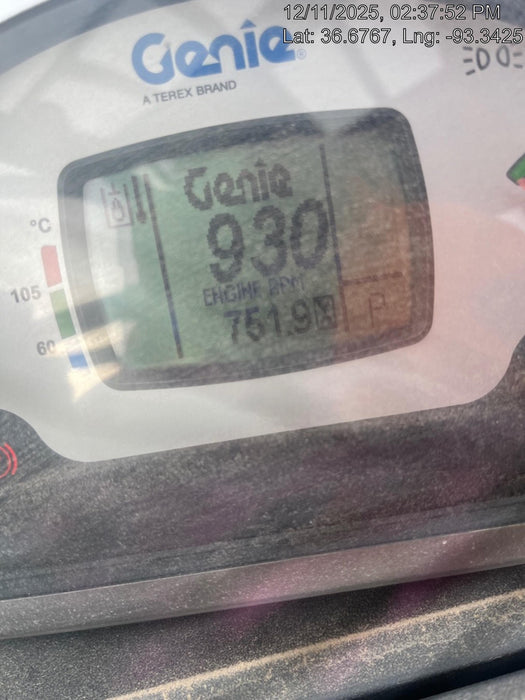 12/11/2025, 02:37:52 PM
Lat: 36.6767, Lng: -93.3425
Genie®
A TEREX BRAND
Genie
930
ENGINE RPM
751.9
P
°C
105
60